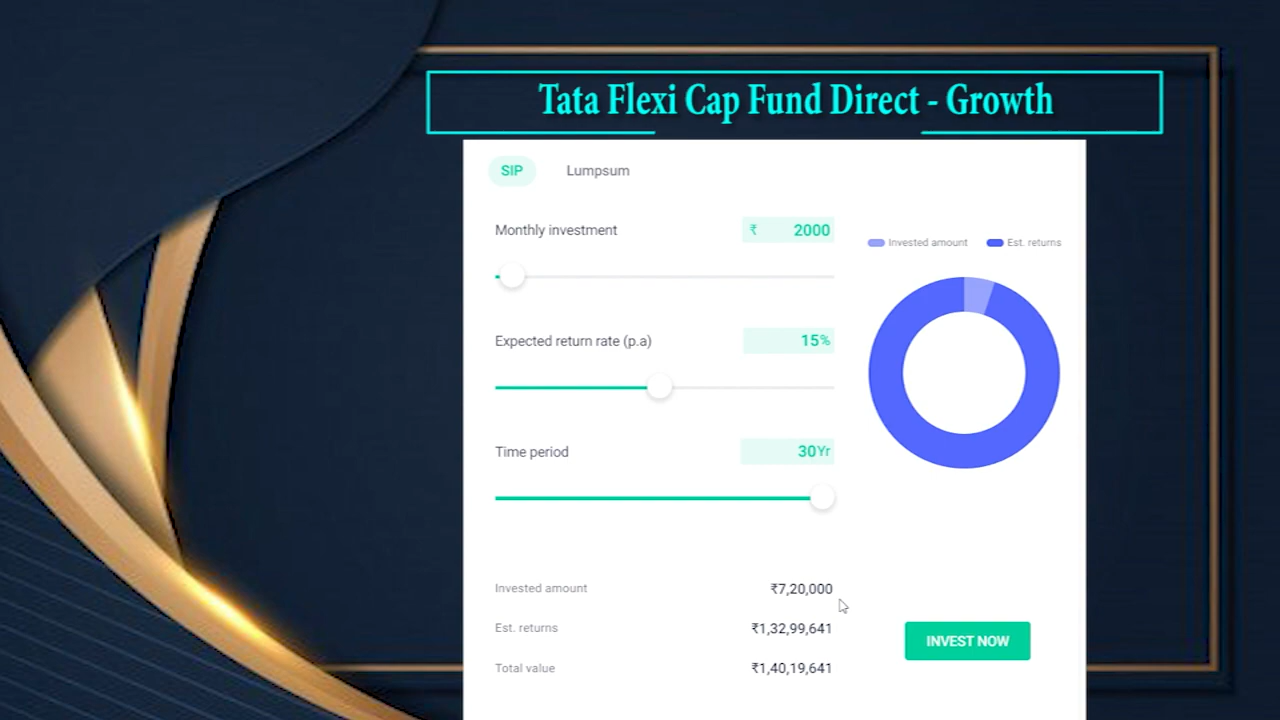 Tata Flexi Cap Fund Direct - Growth
SIP Lumpsum
Monthly investment ₹ 2000
Invested amount Est. returns
Expected return rate (p.a) 15%
Time period 30Yr
Invested amount ₹7,20,000
Est. returns ₹1,32,99,641
INVEST NOW
Total value ₹1,40,19,641